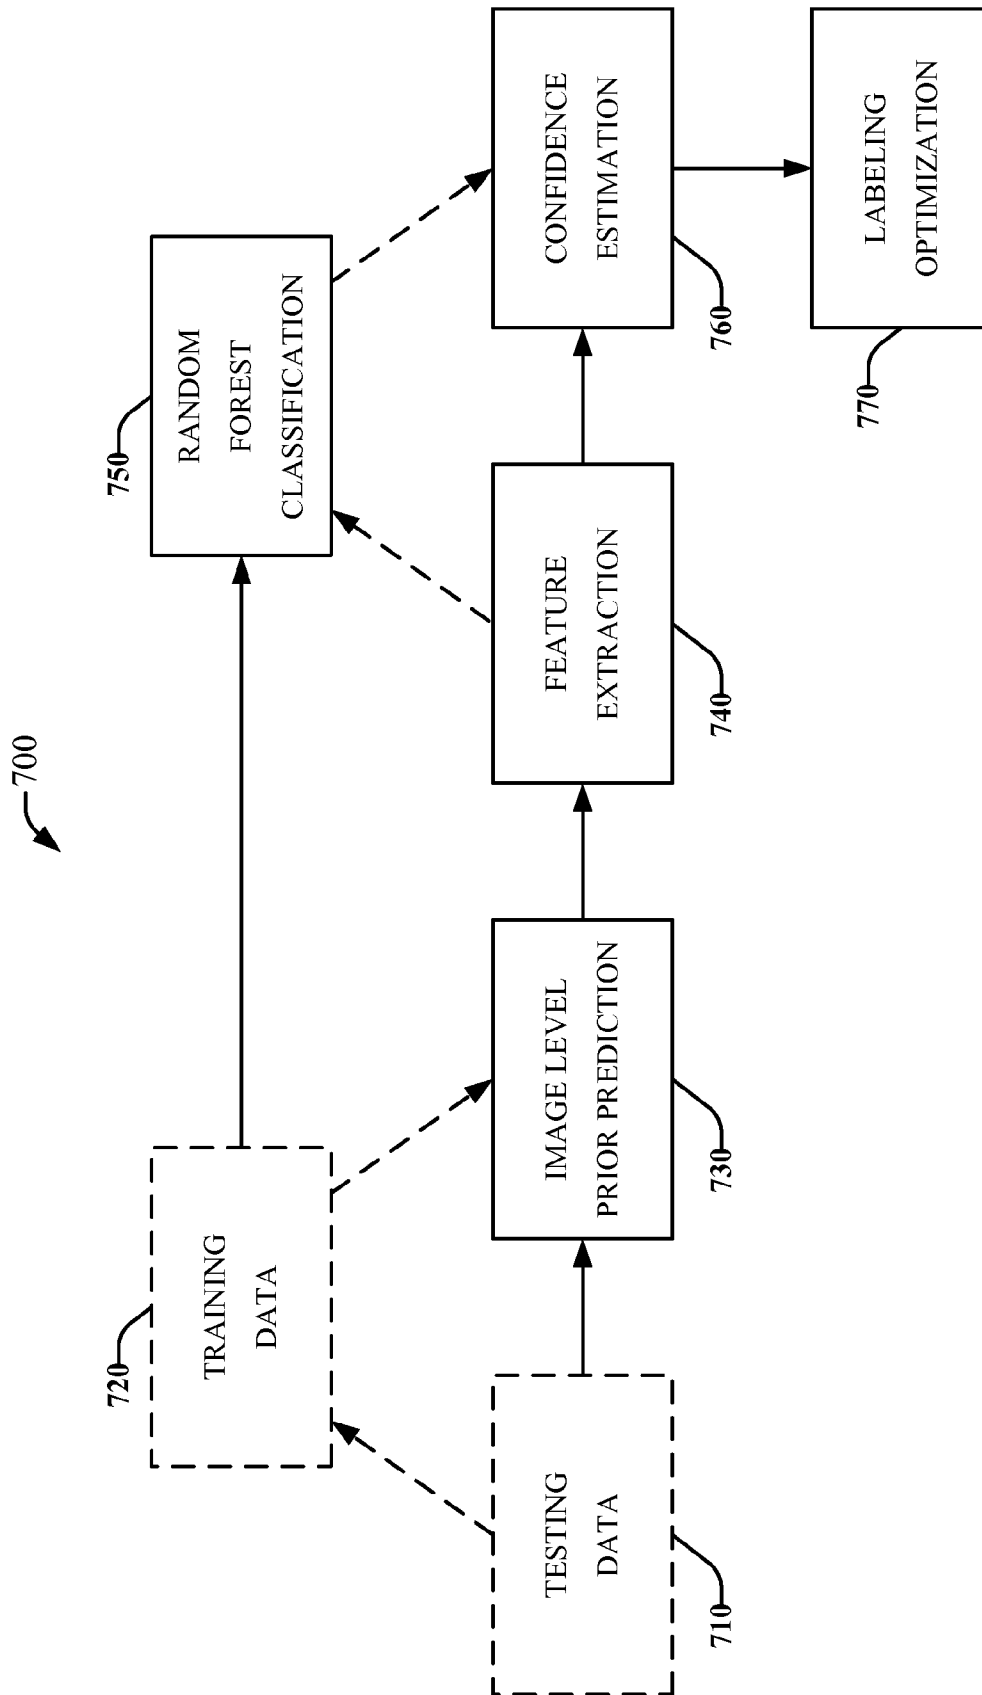 700
720
TRAINING
DATA
750
RANDOM
FOREST
CLASSIFICATION
TESTING
DATA
710
IMAGE LEVEL
PRIOR PREDICTION
730
FEATURE
EXTRACTION
740
CONFIDENCE
ESTIMATION
760
LABELING
OPTIMIZATION
770